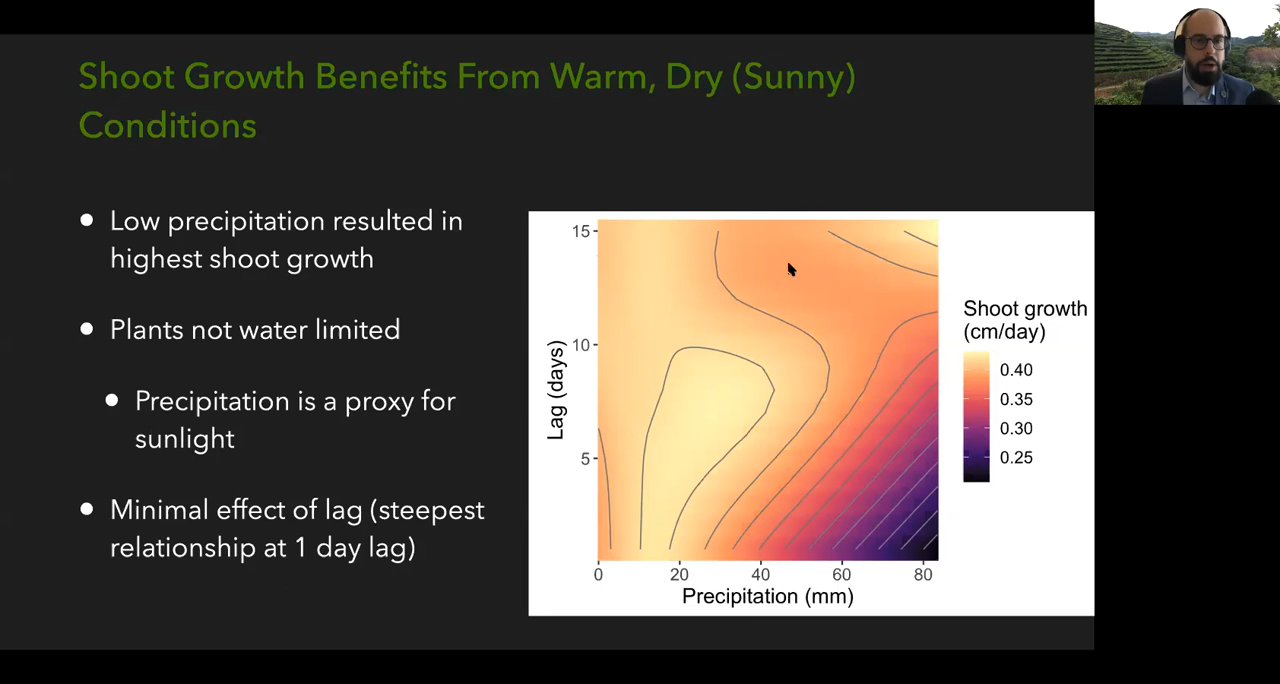 Shoot Growth Benefits From Warm, Dry (Sunny)
Conditions
● Low precipitation resulted in
highest shoot growth
● Plants not water limited
● Precipitation is a proxy for
sunlight
● Minimal effect of lag (steepest
relationship at 1 day lag)
15
10
5
Lag (days)
0 20 40 60 80
Precipitation (mm)
Shoot growth
(cm/day)
0.40
0.35
0.30
0.25